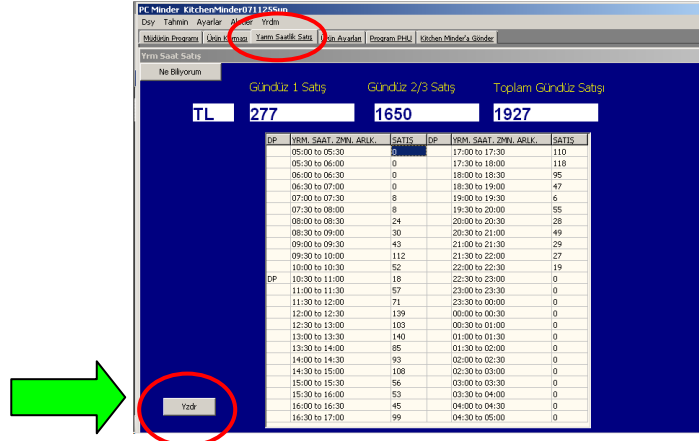 PC Minder KitchenMinder0711255un
Dsy Tahmin Ayarlar Yrdm
Müdürün Programı Ürün Yarım Saatlik Satış Ürün Ayarları Program PHU Kitchen Minder'a Gönder
Yrm Saat Satış
Ne Biliyorum
Gündüz 1 Satış Gündüz 2/3 Satış Toplam Gündüz Satışı
TL 277 1650 1927
DP YRM. SAAT. ZMN. ARLK. SATIŞ DP YRM. SAAT. ZMN. ARLK. SATIŞ
05:00 to 05:30 0 17:00 to 17:30 110
05:30 to 06:00 0 17:30 to 18:00 118
06:00 to 06:30 0 18:00 to 18:30 95
06:30 to 07:00 0 18:30 to 19:00 47
07:00 to 07:30 8 19:00 to 19:30 6
07:30 to 08:00 8 19:30 to 20:00 55
08:00 to 08:30 24 20:00 to 20:30 28
08:30 to 09:00 30 20:30 to 21:00 49
09:00 to 09:30 43 21:00 to 21:30 29
09:30 to 10:00 112 21:30 to 22:00 27
10:00 to 10:30 52 22:00 to 22:30 19
DP 10:30 to 11:00 18 22:30 to 23:00 0
11:00 to 11:30 57 23:00 to 23:30 0
11:30 to 12:00 71 23:30 to 00:00 0
12:00 to 12:30 139 00:00 to 00:30 0
12:30 to 13:00 103 00:30 to 01:00 0
13:00 to 13:30 140 01:00 to 01:30 0
13:30 to 14:00 85 01:30 to 02:00 0
14:00 to 14:30 93 02:00 to 02:30 0
14:30 to 15:00 108 02:30 to 03:00 0
15:00 to 15:30 56 03:00 to 03:30 0
15:30 to 16:00 53 03:30 to 04:00 0
16:00 to 16:30 45 04:00 to 04:30 0
16:30 to 17:00 99 04:30 to 05:00 0
Yzdr